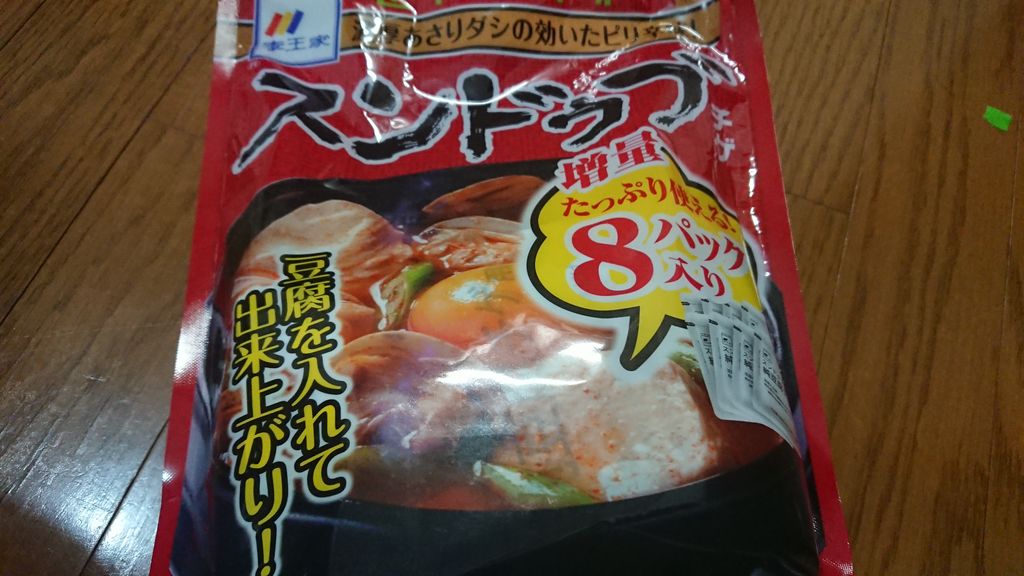 李王家
濃厚あさりダシの効いたピリ辛
スンドゥブ
チゲ
増量
たっぷり使える!
8パック
入り
豆腐を入れて
出来上がり!